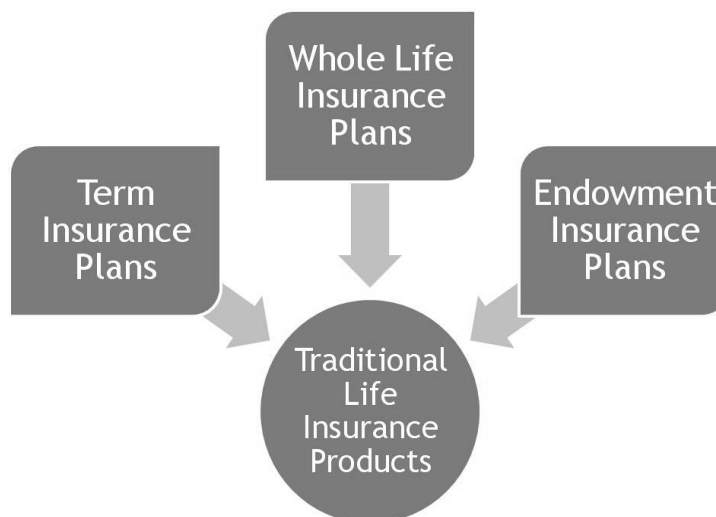 Whole Life
Insurance
Plans
Term
Insurance
Plans
Endowment
Insurance
Plans
Traditional
Life
Insurance
Products